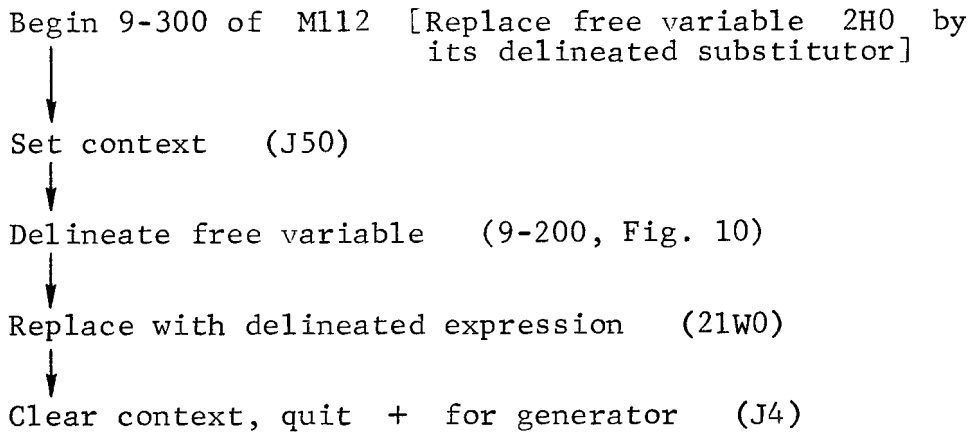 Begin 9-300 of M112 [Replace free variable 2H0 by
its delineated substitutor]
Set context (J50)
Delineate free variable (9-200, Fig. 10)
Replace with delineated expression (21W0)
Clear context, quit + for generator (J4)